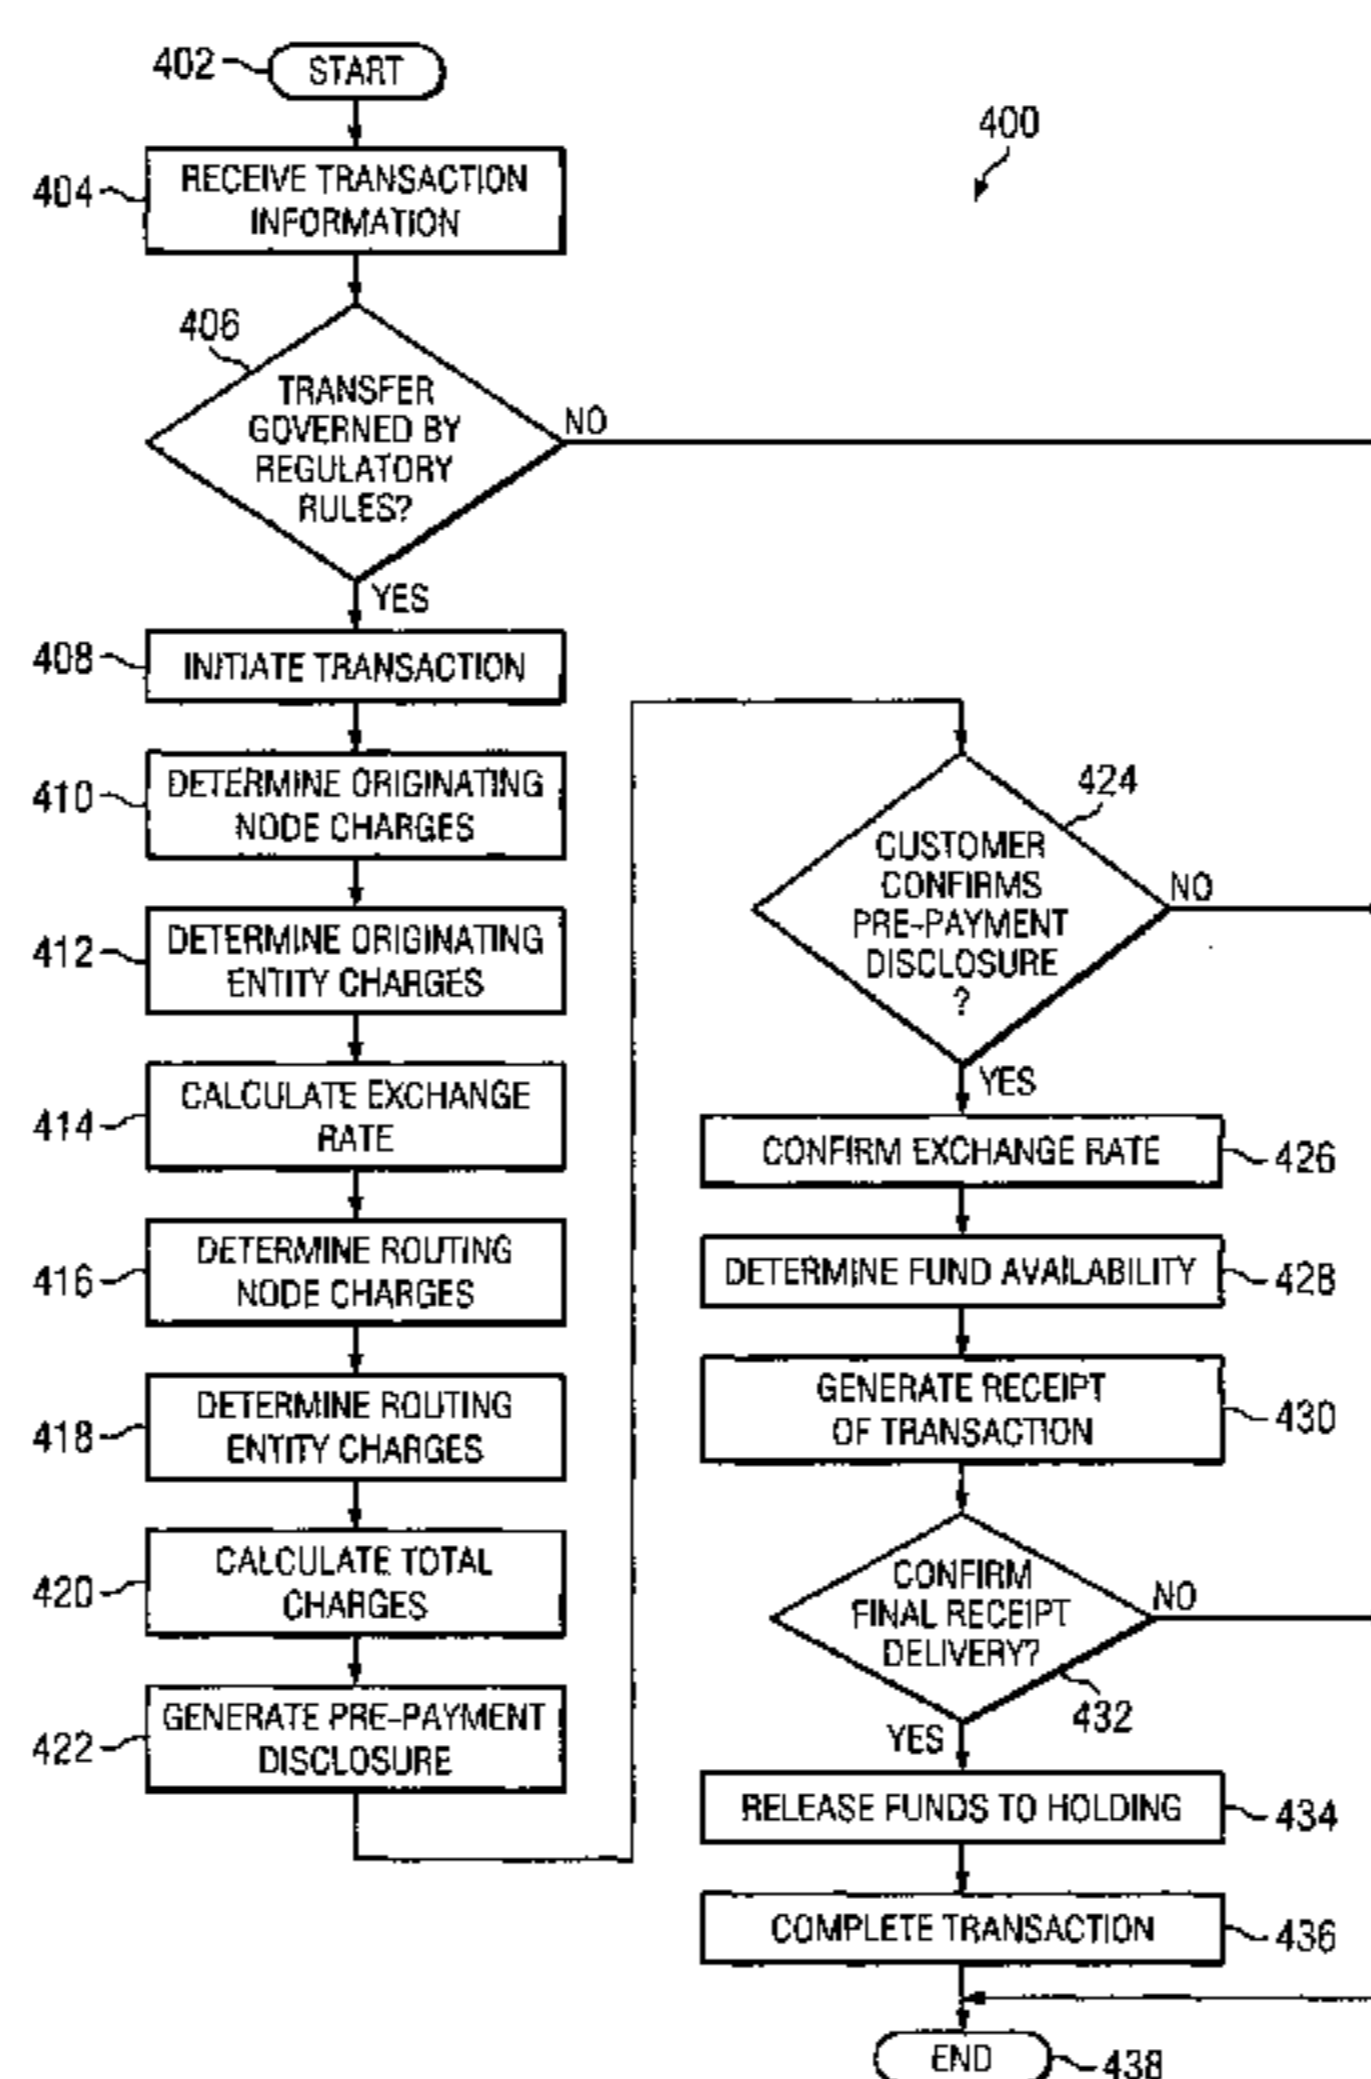 402
START
400
404
RECEIVE TRANSACTION
INFORMATION
406
TRANSFER
GOVERNED BY
REGULATORY
RULES?
NO
YES
408
INITIATE TRANSACTION
410
DETERMINE ORIGINATING
NODE CHARGES
412
DETERMINE ORIGINATING
ENTITY CHARGES
414
CALCULATE EXCHANGE
RATE
416
DETERMINE ROUTING
NODE CHARGES
418
DETERMINE ROUTING
ENTITY CHARGES
420
CALCULATE TOTAL
CHARGES
422
GENERATE PRE-PAYMENT
DISCLOSURE
424
CUSTOMER
CONFIRMS
PRE-PAYMENT
DISCLOSURE
?
NO
YES
CONFIRM EXCHANGE RATE
426
DETERMINE FUND AVAILABILITY
428
GENERATE RECEIPT
OF TRANSACTION
430
CONFIRM
FINAL RECEIPT
DELIVERY?
NO
432
YES
RELEASE FUNDS TO HOLDING
434
COMPLETE TRANSACTION
436
END
438